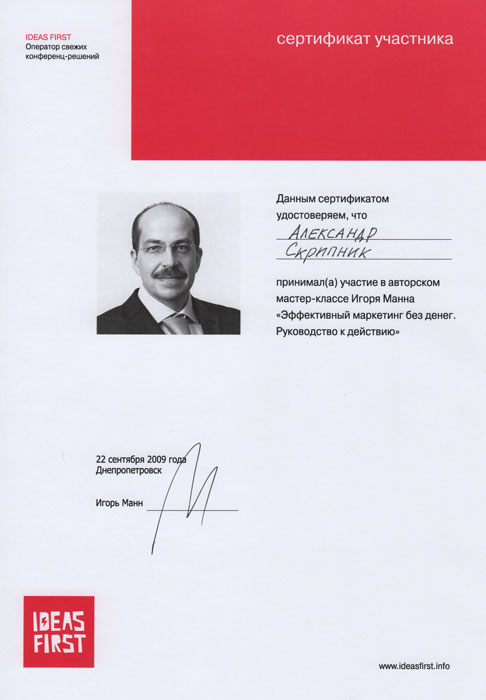 IDEAS FIRST
Оператор свежих
конференц-решений
сертификат участника
Данным сертификатом
удостоверяем, что
АЛЕКСАНДР
СКРИПНИК
принимал(а) участие в авторском
мастер-классе Игоря Манна
«Эффективный маркетинг без денег.
Руководство к действию»
22 сентября 2009 года
Днепропетровск
Игорь Манн
IDEAS
FIRST
www.ideasfirst.info